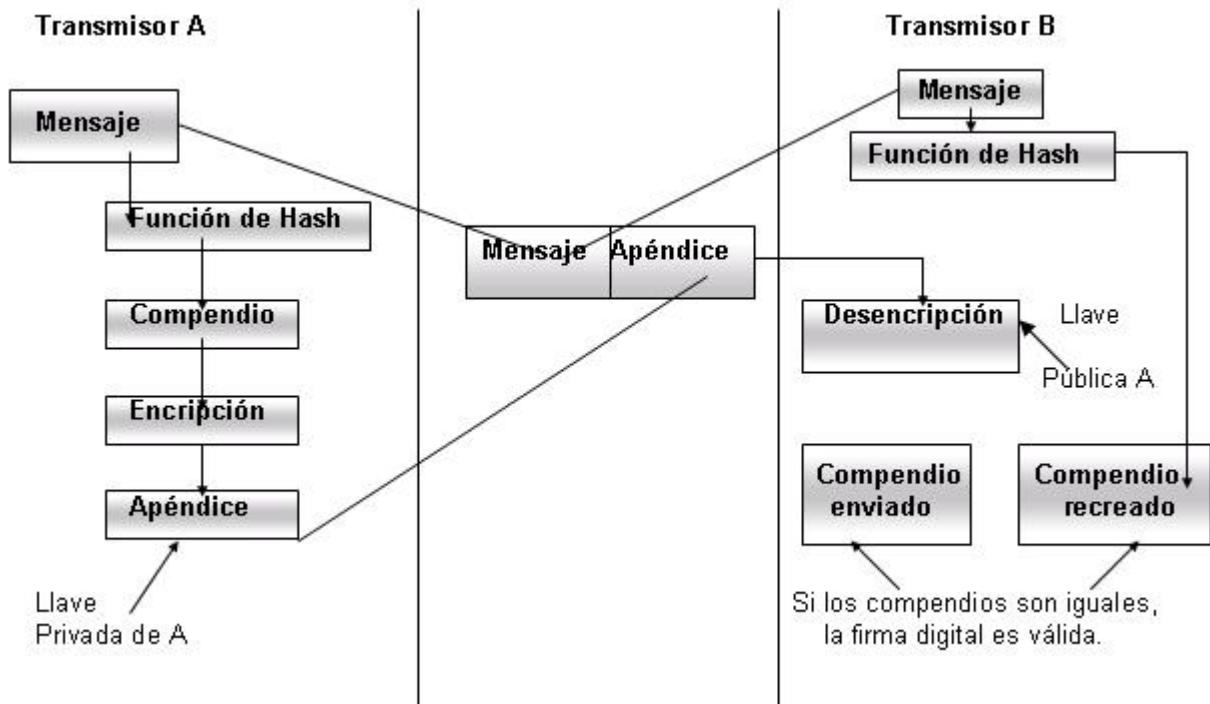 Transmisor A
Mensaje
Función de Hash
Compendio
Encripción
Apéndice
Llave
Privada de A
Mensaje
Apéndice
Transmisor B
Mensaje
Función de Hash
Desencripción
Llave
Pública A
Compendio
enviado
Compendio
recreado
Si los compendios son iguales,
la firma digital es válida.